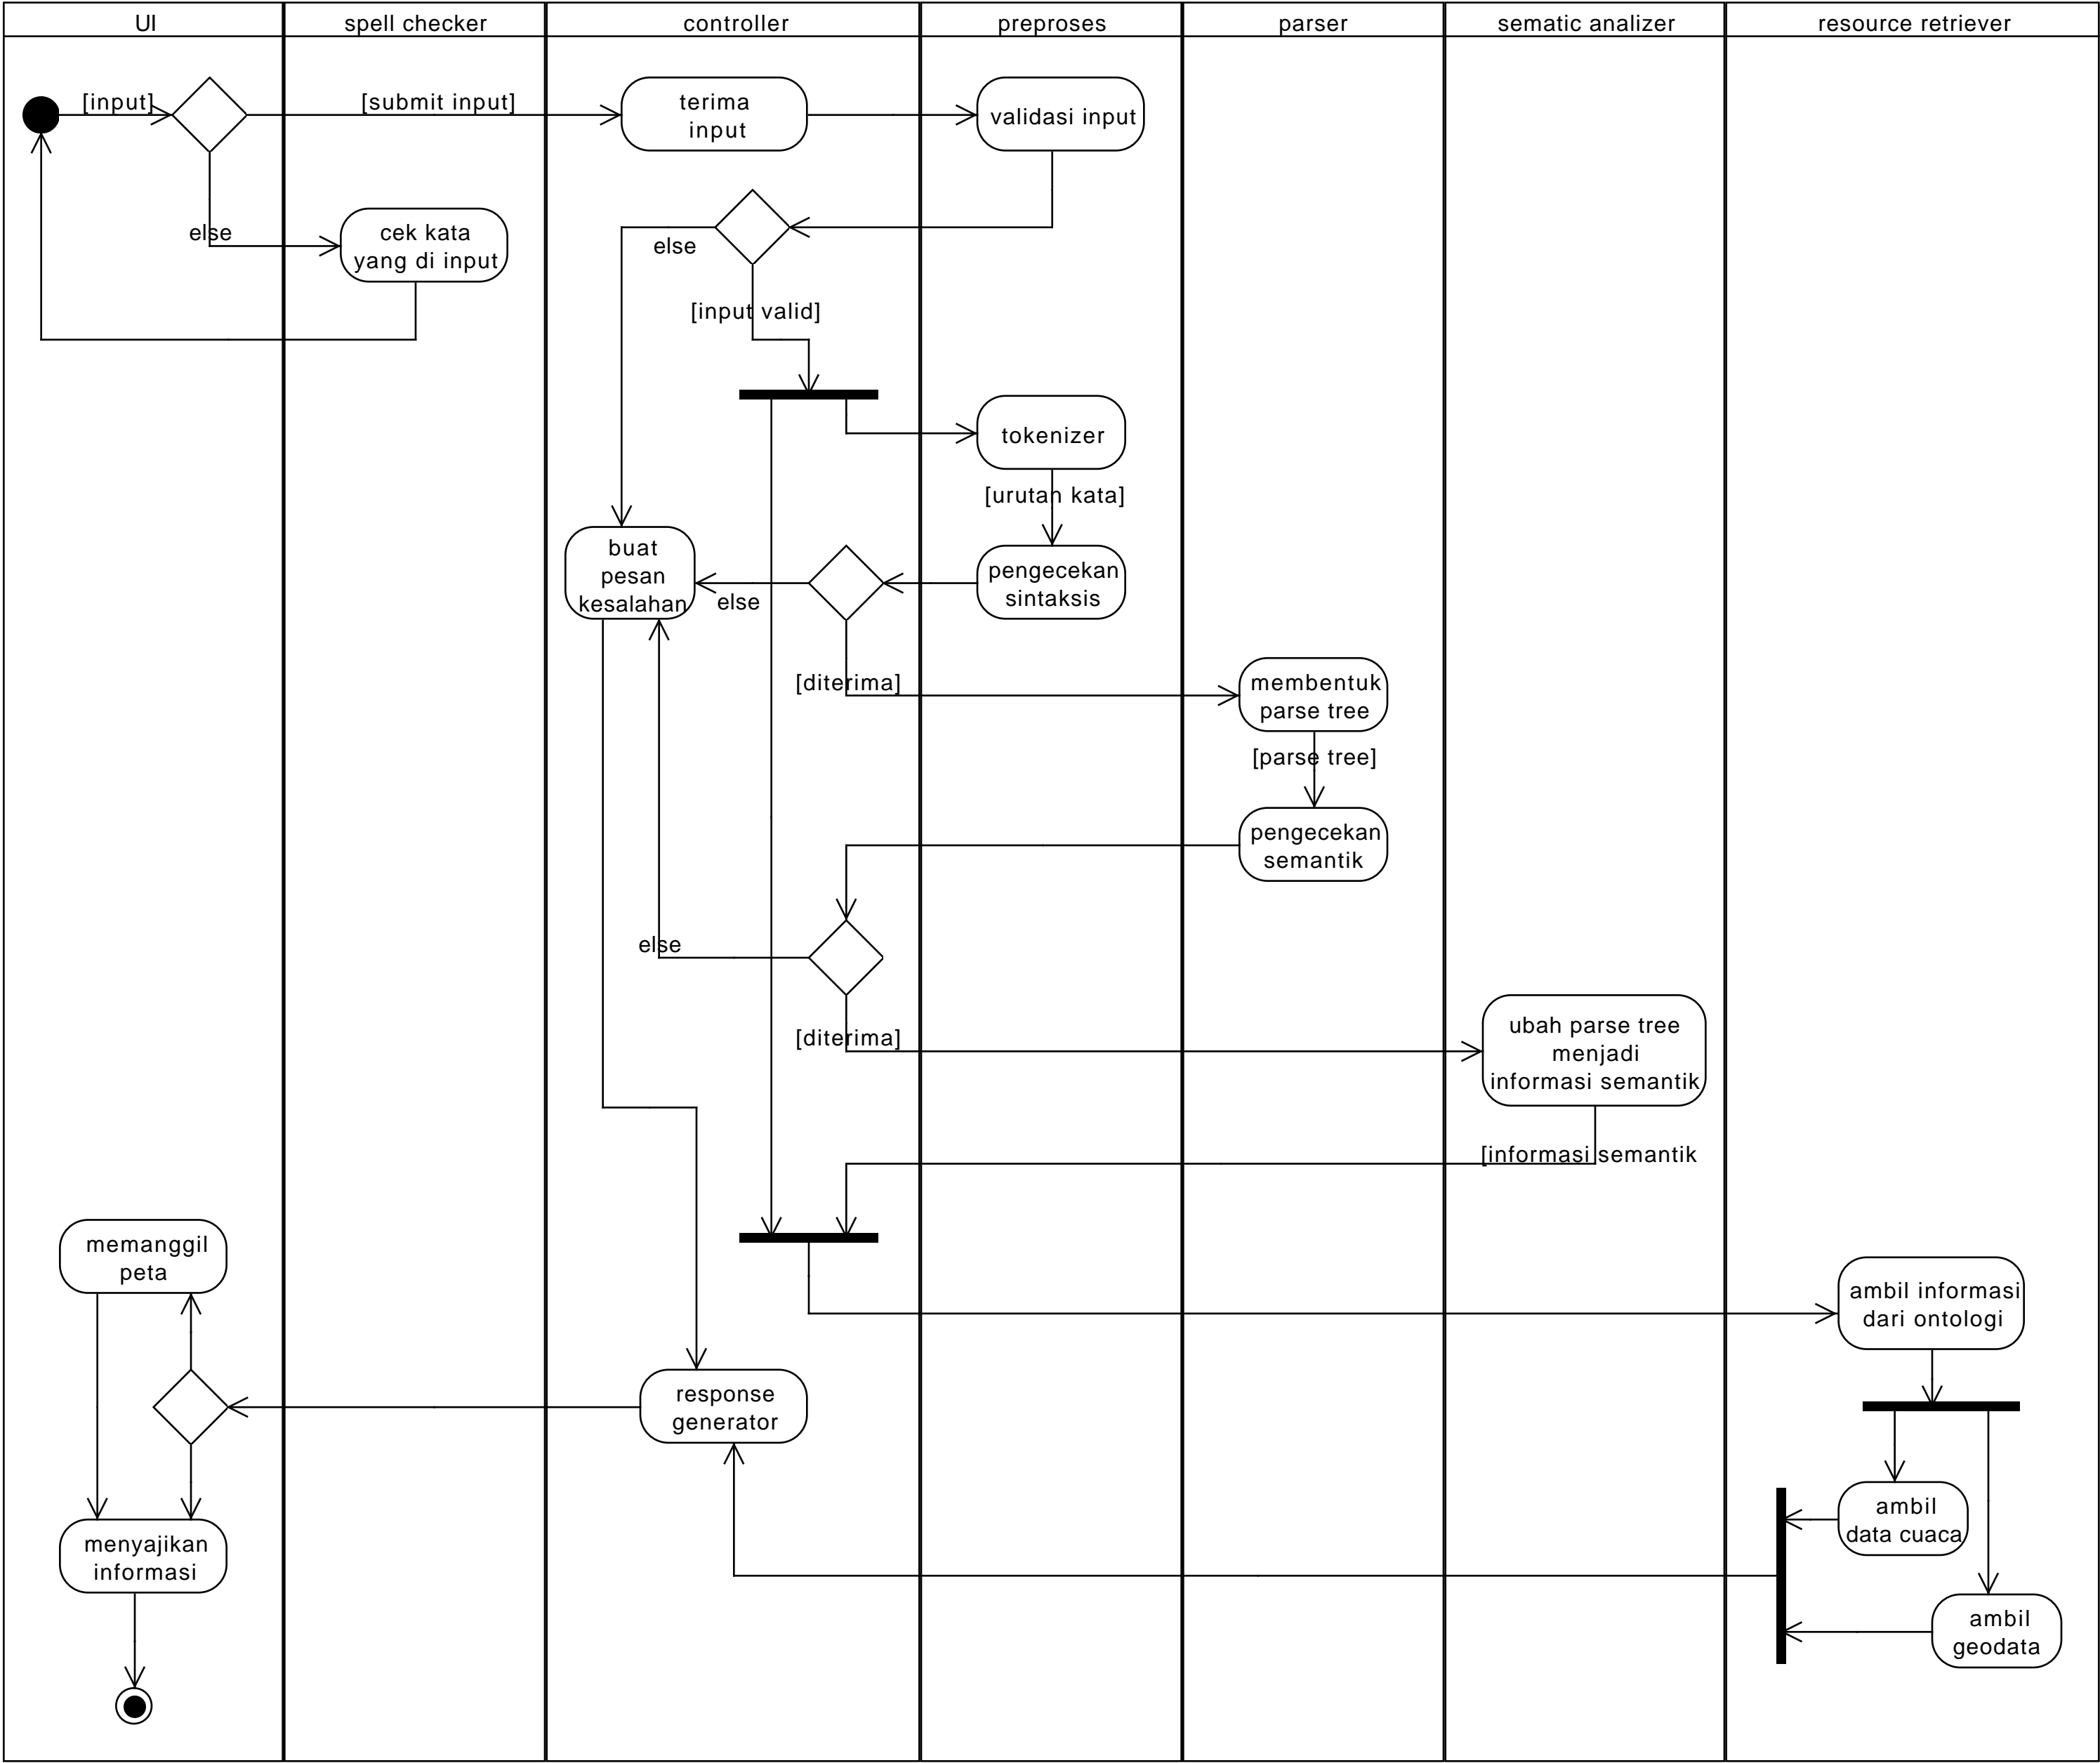 UI
spell checker
controller
preproses
parser
sematic analizer
resource retriever
[input]
[submit input]
terima
input
validasi input
else
cek kata
yang di input
else
[input valid]
tokenizer
[urutan kata]
buat
pesan
kesalahan
else
pengecekan
sintaksis
[diterima]
membentuk
parse tree
[parse tree]
pengecekan
semantik
else
[diterima]
ubah parse tree
menjadi
informasi semantik
[informasi semantik
memanggil
peta
ambil informasi
dari ontologi
response
generator
ambil
data cuaca
menyajikan
informasi
ambil
geodata